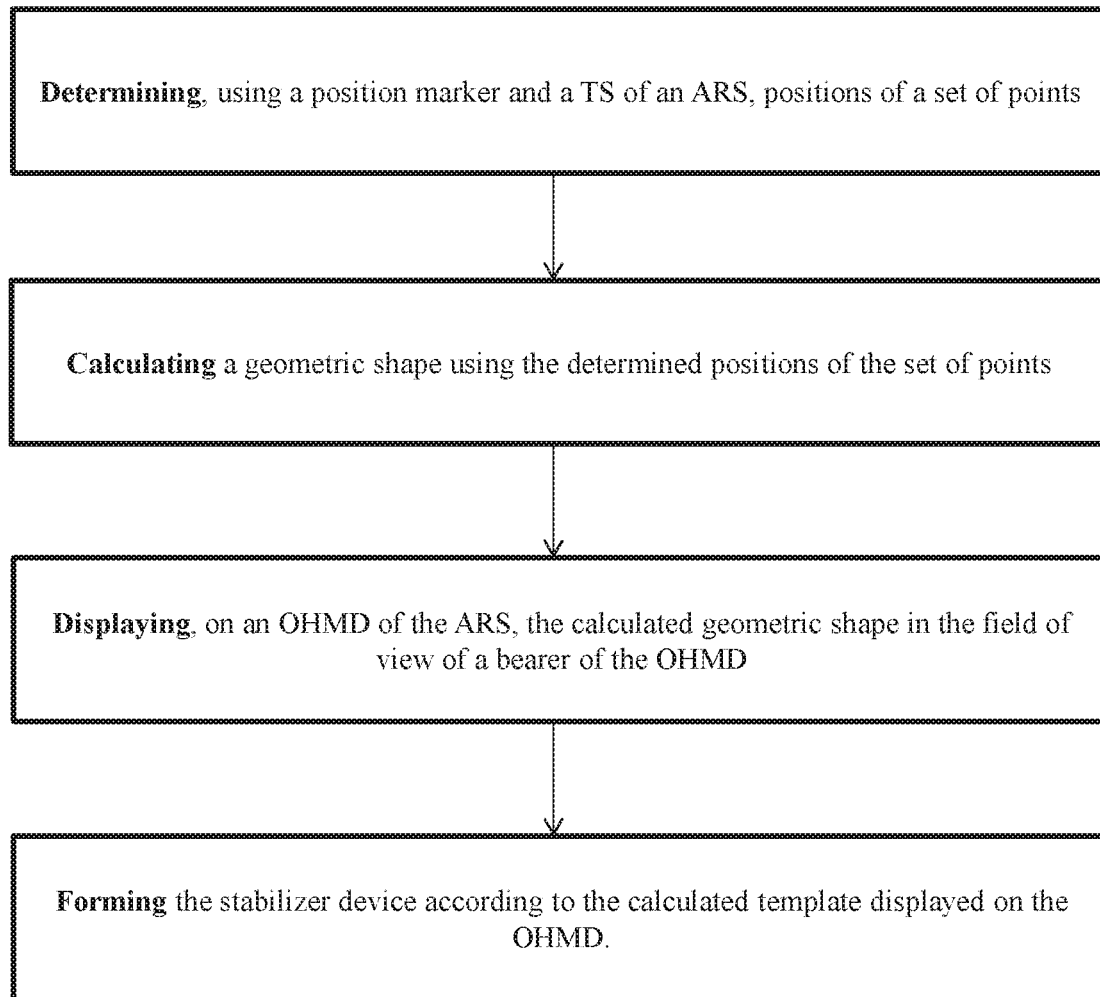 Determining, using a position marker and a TS of an ARS, positions of a set of points
Calculating a geometric shape using the determined positions of the set of points
Displaying, on an OHMD of the ARS, the calculated geometric shape in the field of
view of a bearer of the OHMD
Forming the stabilizer device according to the calculated template displayed on the
OHMD.